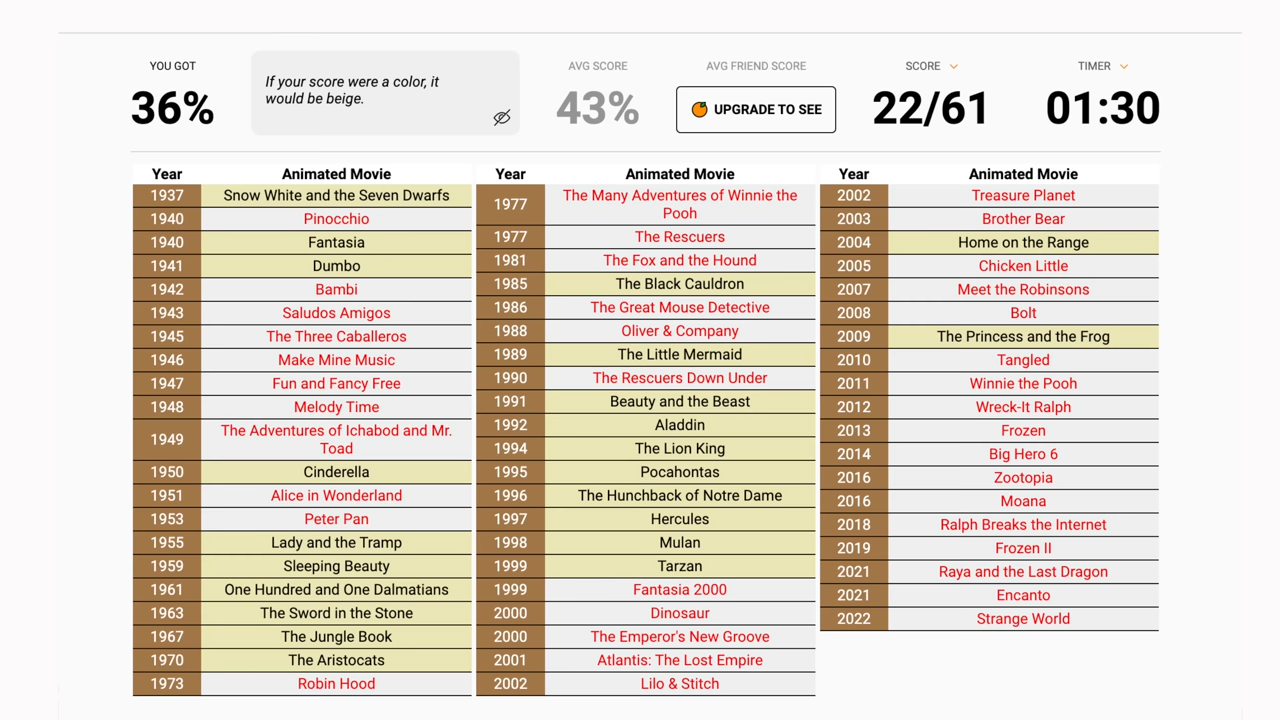 YOU GOT
36%
If your score were a color, it
would be beige.
AVG SCORE
43%
AVG FRIEND SCORE
UPGRADE TO SEE
SCORE
22/61
TIMER
01:30
Year Animated Movie
1937 Snow White and the Seven Dwarfs
1940 Pinocchio
1940 Fantasia
1941 Dumbo
1942 Bambi
1943 Saludos Amigos
1945 The Three Caballeros
1946 Make Mine Music
1947 Fun and Fancy Free
1948 Melody Time
1949 The Adventures of Ichabod and Mr.
Toad
1950 Cinderella
1951 Alice in Wonderland
1953 Peter Pan
1955 Lady and the Tramp
1959 Sleeping Beauty
1961 One Hundred and One Dalmatians
1963 The Sword in the Stone
1967 The Jungle Book
1970 The Aristocats
1973 Robin Hood
Year Animated Movie
1977 The Many Adventures of Winnie the
Pooh
1977 The Rescuers
1981 The Fox and the Hound
1985 The Black Cauldron
1986 The Great Mouse Detective
1988 Oliver & Company
1989 The Little Mermaid
1990 The Rescuers Down Under
1991 Beauty and the Beast
1992 Aladdin
1994 The Lion King
1995 Pocahontas
1996 The Hunchback of Notre Dame
1997 Hercules
1998 Mulan
1999 Tarzan
1999 Fantasia 2000
2000 Dinosaur
2000 The Emperor's New Groove
2001 Atlantis: The Lost Empire
2002 Lilo & Stitch
Year Animated Movie
2002 Treasure Planet
2003 Brother Bear
2004 Home on the Range
2005 Chicken Little
2007 Meet the Robinsons
2008 Bolt
2009 The Princess and the Frog
2010 Tangled
2011 Winnie the Pooh
2012 Wreck-It Ralph
2013 Frozen
2014 Big Hero 6
2016 Zootopia
2016 Moana
2018 Ralph Breaks the Internet
2019 Frozen II
2021 Raya and the Last Dragon
2021 Encanto
2022 Strange World